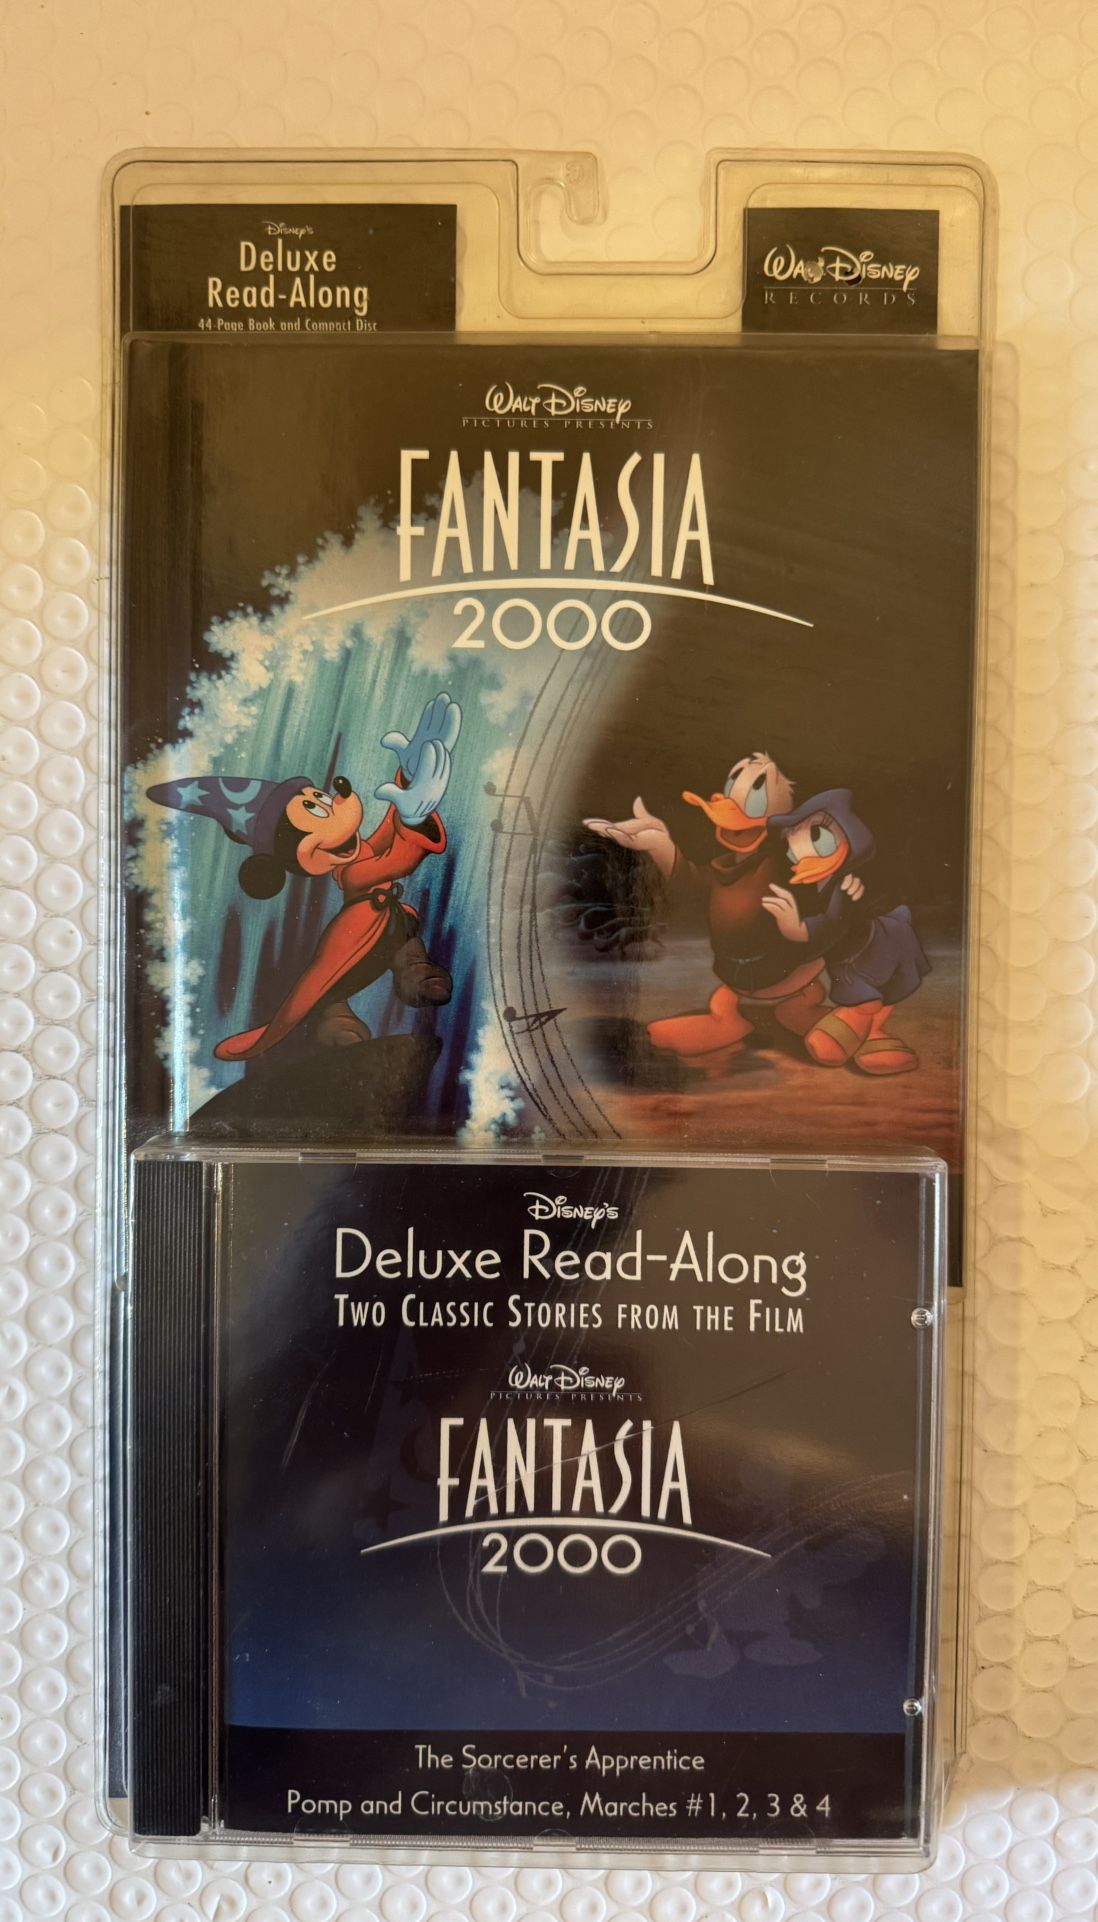 Disney's
Deluxe
Read-Along
44-Page Book and Compact Disc
Walt Disney
RECORDS
Walt Disney
PICTURES PRESENTS
FANTASIA
2000
Disney's
Deluxe Read-Along
Two Classic Stories from the Film
Walt Disney
PICTURES PRESENTS
FANTASIA
2000
The Sorcerer's Apprentice
Pomp and Circumstance, Marches #1, 2, 3 & 4